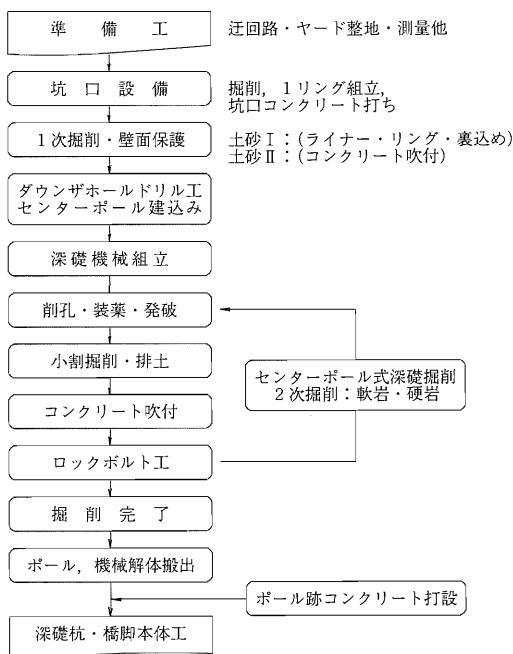 準備工
迂回路・ヤード整地・測量他
坑口設備
掘削，1リング組立，
坑口コンクリート打ち
1次掘削・壁面保護
土砂Ⅰ：(ライナー・リング・裏込め)
土砂Ⅱ：(コンクリート吹付)
ダウンザホールドリル工
センターポール建込み
深礎機械組立
削孔・装薬・発破
小割掘削・排土
センターポール式深礎掘削
2次掘削：軟岩・硬岩
コンクリート吹付
ロックボルト工
掘削完了
ポール，機械解体搬出
ポール跡コンクリート打設
深礎杭・橋脚本体工